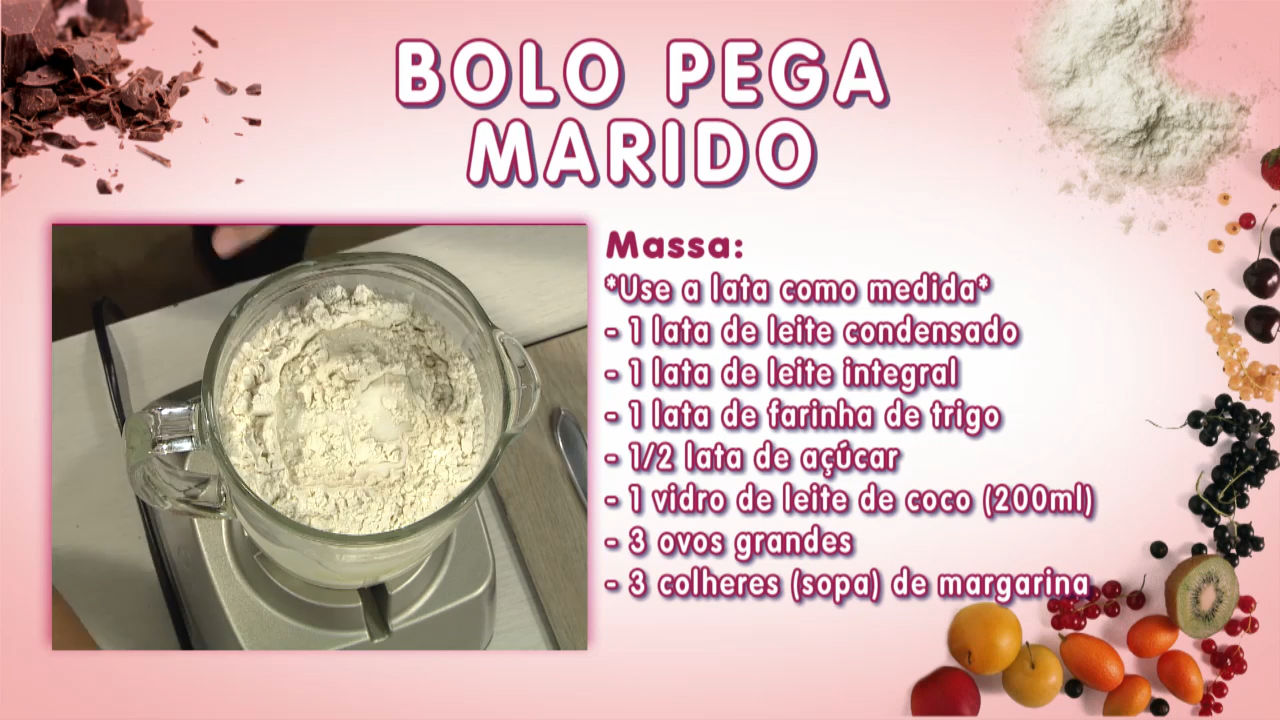 BOLO PEGA
MARIDO
Massa:
*Use a lata como medida*
- 1 lata de leite condensado
- 1 lata de leite integral
- 1 lata de farinha de trigo
- 1/2 lata de açúcar
- 1 vidro de leite de coco (200ml)
- 3 ovos grandes
- 3 colheres (sopa) de margarina